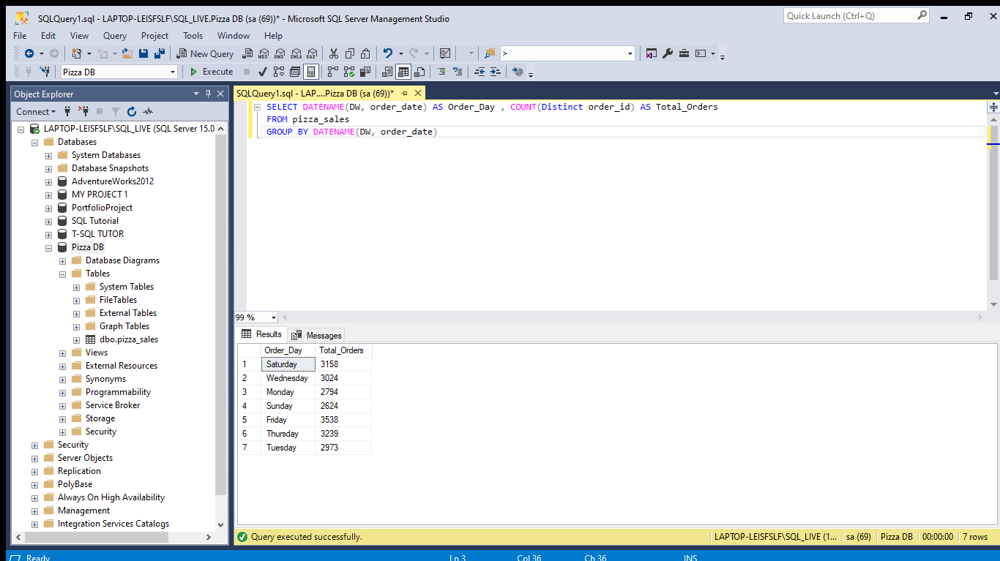 SQLQuery1.sql - LAPTOP-LEISFSLF\SQL_LIVE.Pizza DB (sa (69))* - Microsoft SQL Server Management Studio
Quick Launch (Ctrl+Q)
File Edit View Query Project Tools Window Help
New Query MDX DMX XMLA DAX >
Pizza DB Execute
Object Explorer
Connect
LAPTOP-LEISFSLF\SQL_LIVE (SQL Server 15.0
Databases
System Databases
Database Snapshots
AdventureWorks2012
MY PROJECT 1
PortfolioProject
SQL Tutorial
T-SQL TUTOR
Pizza DB
Database Diagrams
Tables
System Tables
FileTables
External Tables
Graph Tables
dbo.pizza_sales
Views
External Resources
Synonyms
Programmability
Service Broker
Storage
Security
Security
Server Objects
Replication
PolyBase
Always On High Availability
Management
Integration Services Catalogs
SQLQuery1.sql - LAP....Pizza DB (sa (69))*
SELECT DATENAME(DW, order_date) AS Order_Day , COUNT(Distinct order_id) AS Total_Orders
FROM pizza_sales
GROUP BY DATENAME(DW, order_date)
99 %
Results Messages
Order_Day Total_Orders
1 Saturday 3158
2 Wednesday 3024
3 Monday 2794
4 Sunday 2624
5 Friday 3538
6 Thursday 3239
7 Tuesday 2973
Query executed successfully. LAPTOP-LEISFSLF\SQL_LIVE (1... sa (69) Pizza DB 00:00:00 7 rows
Ready Ln 3 Col 36 Ch 36 INS